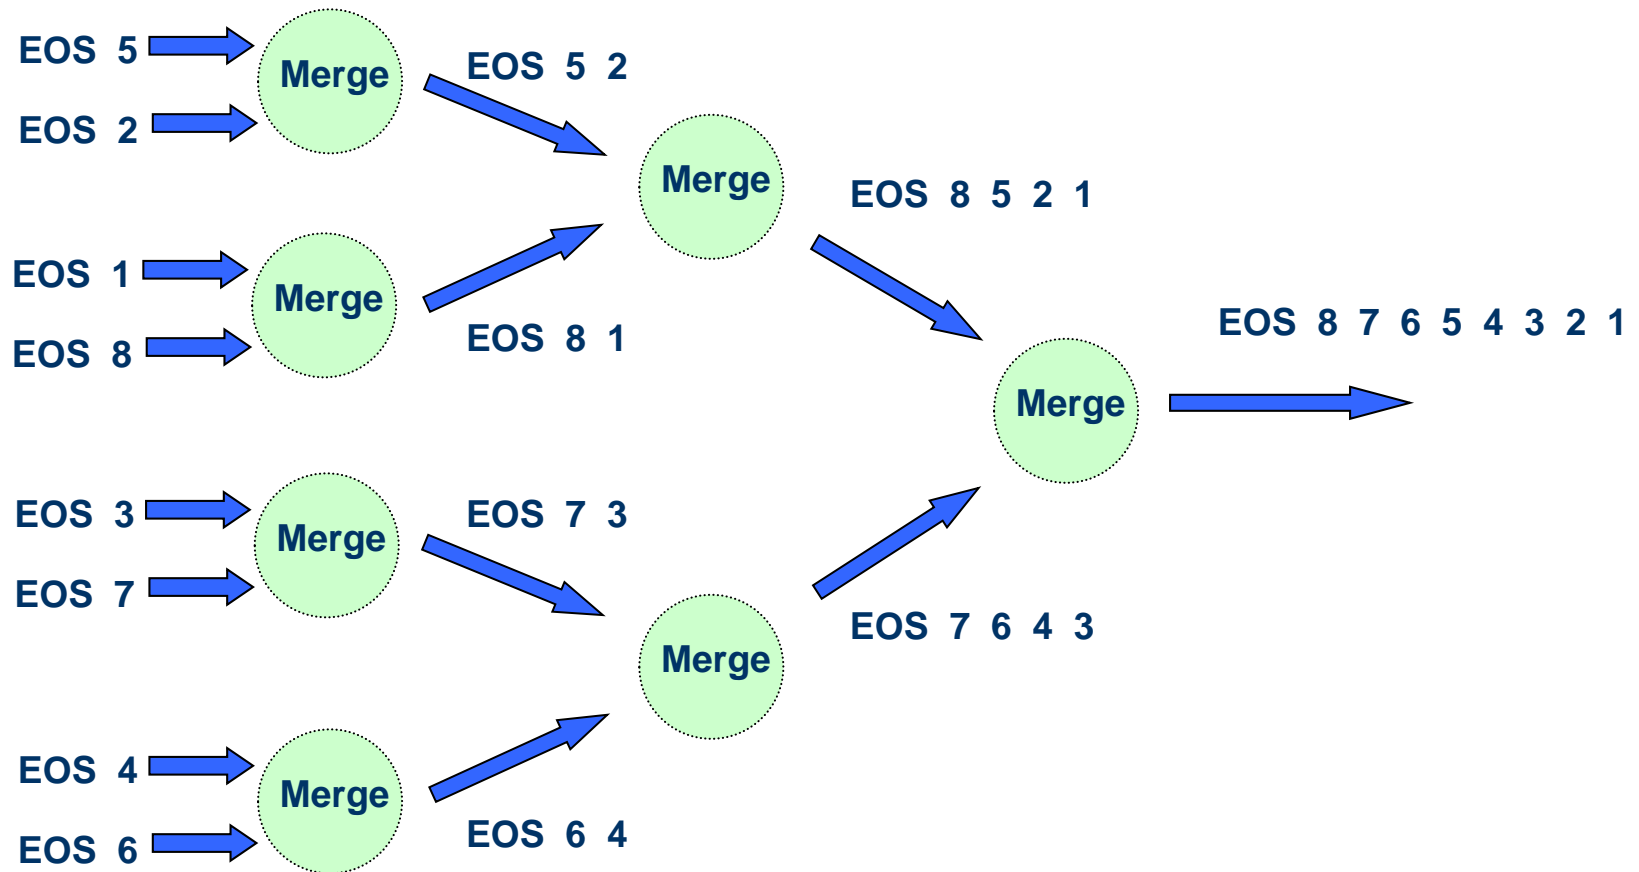 EOS 5
EOS 2
Merge
EOS 5 2
EOS 1
EOS 8
Merge
EOS 8 1
Merge
EOS 8 5 2 1
EOS 3
EOS 7
Merge
EOS 7 3
EOS 4
EOS 6
Merge
EOS 6 4
Merge
EOS 7 6 4 3
Merge
EOS 8 7 6 5 4 3 2 1